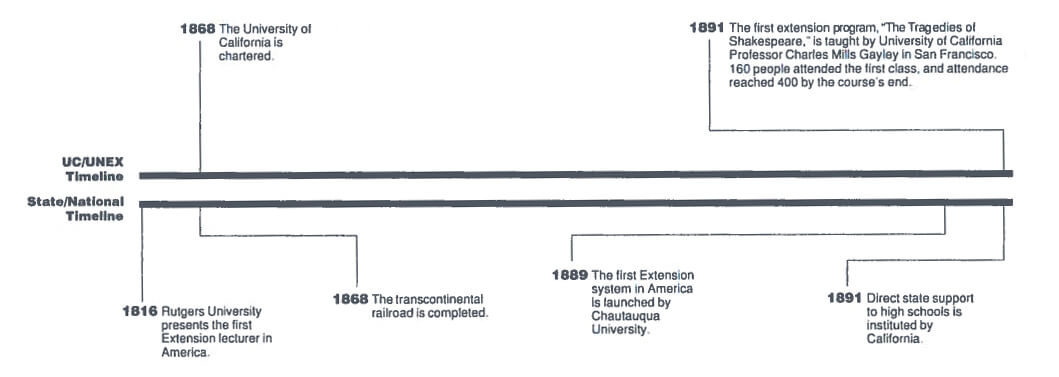 1868 The University of
California is
chartered.
1891 The first extension program, "The Tragedies of
Shakespeare," is taught by University of California
Professor Charles Mills Gayley in San Francisco.
160 people attended the first class, and attendance
reached 400 by the course's end.
UC/UNEX
Timeline
State/National
Timeline
1816 Rutgers University
presents the first
Extension lecturer in
America.
1868 The transcontinental
railroad is completed.
1889 The first Extension
system in America
is launched by
Chautauqua
University.
1891 Direct state support
to high schools is
instituted by
California.